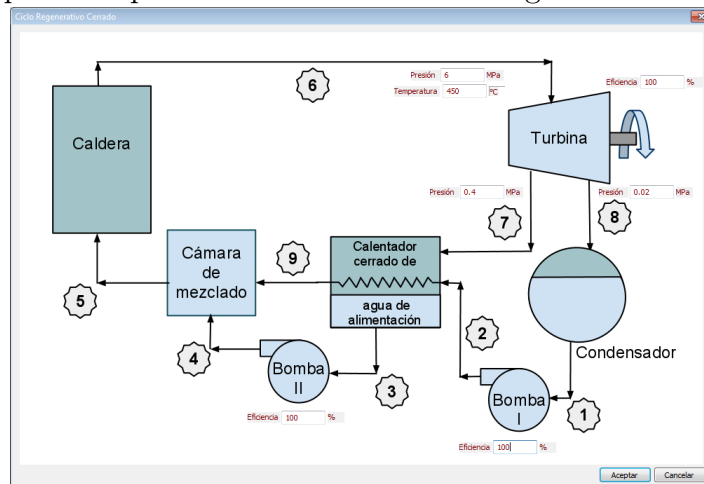 Ciclo Regenerativo Cerrado
6
Presión 6 MPa
Temperatura 450 ºC
Eficiencia 100 %
Caldera
Turbina
Presión 0.4 MPa
Presión 0.02 MPa
7
8
9
Calentador
cerrado de
agua de
alimentación
Cámara
de
mezclado
5
2
4
Condensador
Bomba
II
3
Bomba
I
1
Eficiencia 100 %
Eficiencia 100 %
Aceptar Cancelar